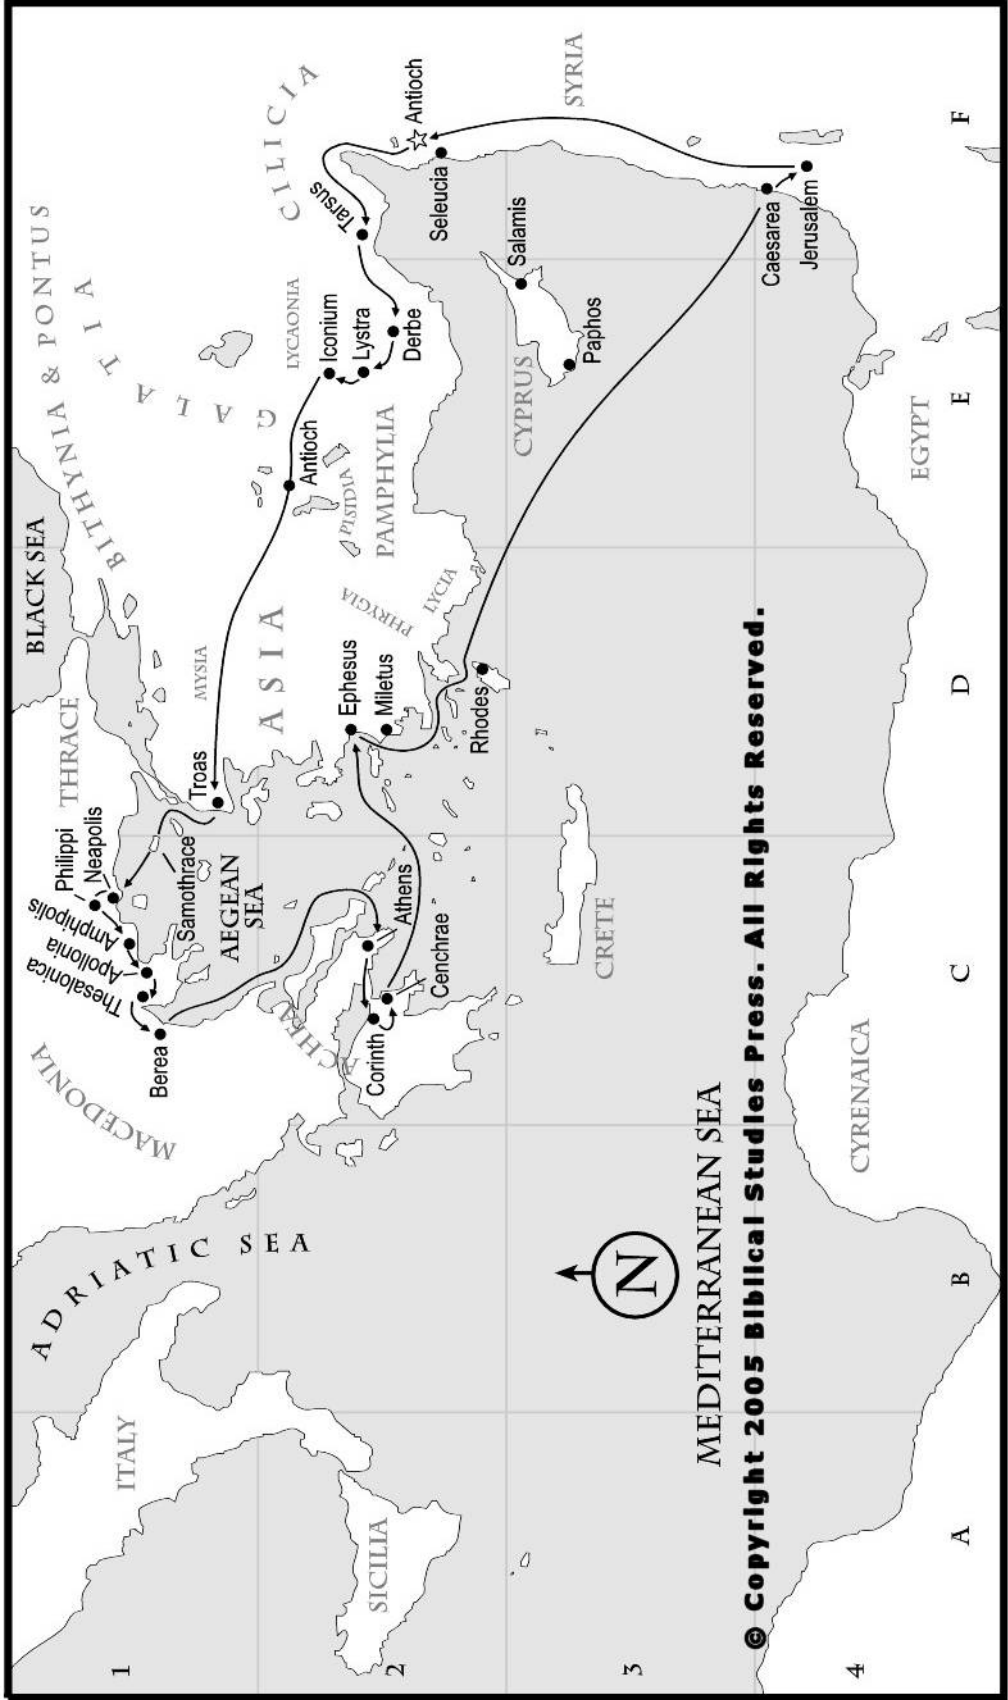 BLACK SEA
BITHYNIA & PONTUS
GALATIA
CILICIA
THRACE
MACEDONIA
ADRIATIC SEA
ITALY
SICILIA
Philippi
Neapolis
Amphipolis
Apollonia
Thesalonica
Berea
Samothrace
Troas
MYSIA
ASIA
AEGEAN
SEA
Antioch
PISIDIA
LYCAONIA
Iconium
Lystra
Derbe
Tarsus
Antioch
Seleucia
SYRIA
PAMPHYLIA
PHRYGIA
LYCIA
Ephesus
Miletus
Rhodes
Athens
Cenchrae
Corinth
ACHEA
CRETE
CYPRUS
Salamis
Paphos
Caesarea
Jerusalem
EGYPT
CYRENAICA
MEDITERRANEAN SEA
N
© Copyright 2005 Biblical Studies Press. All Rights Reserved.
1
2
3
4
A
B
C
D
E
F